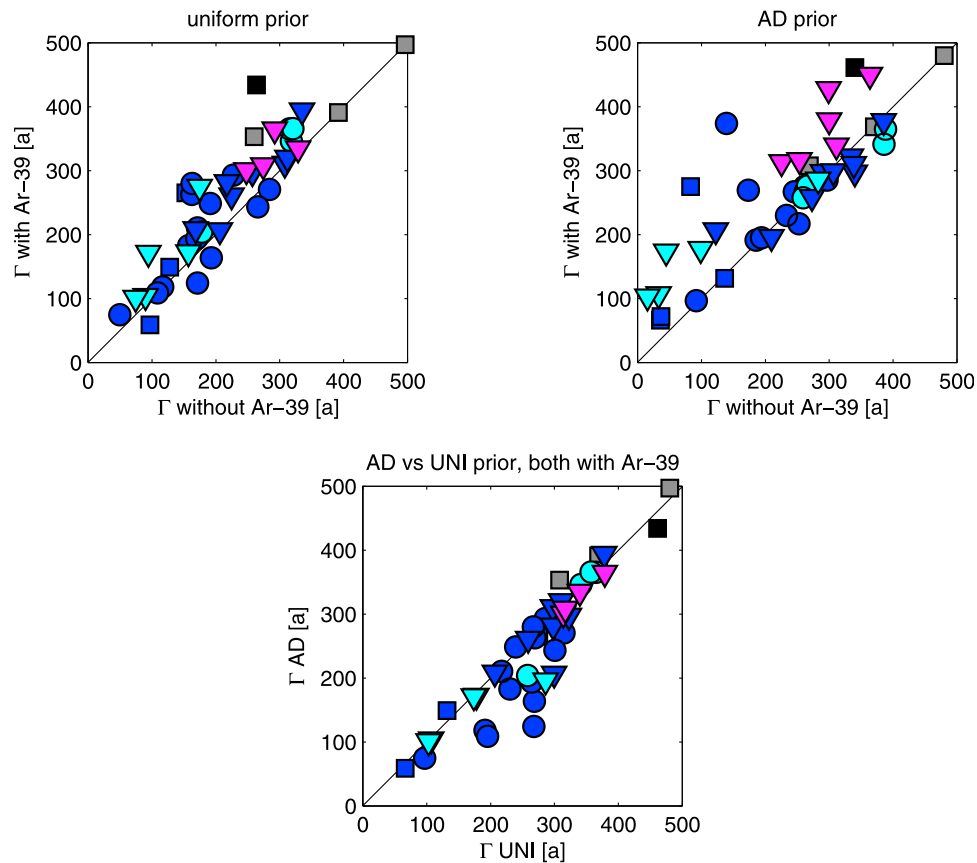 uniform prior
500
400
300
200
100
0
Γ with Ar−39 [a]
0 100 200 300 400 500
Γ without Ar−39 [a]
AD prior
500
400
300
200
100
0
Γ with Ar−39 [a]
0 100 200 300 400 500
Γ without Ar−39 [a]
AD vs UNI prior, both with Ar−39
500
400
300
200
100
0
Γ AD [a]
0 100 200 300 400 500
Γ UNI [a]